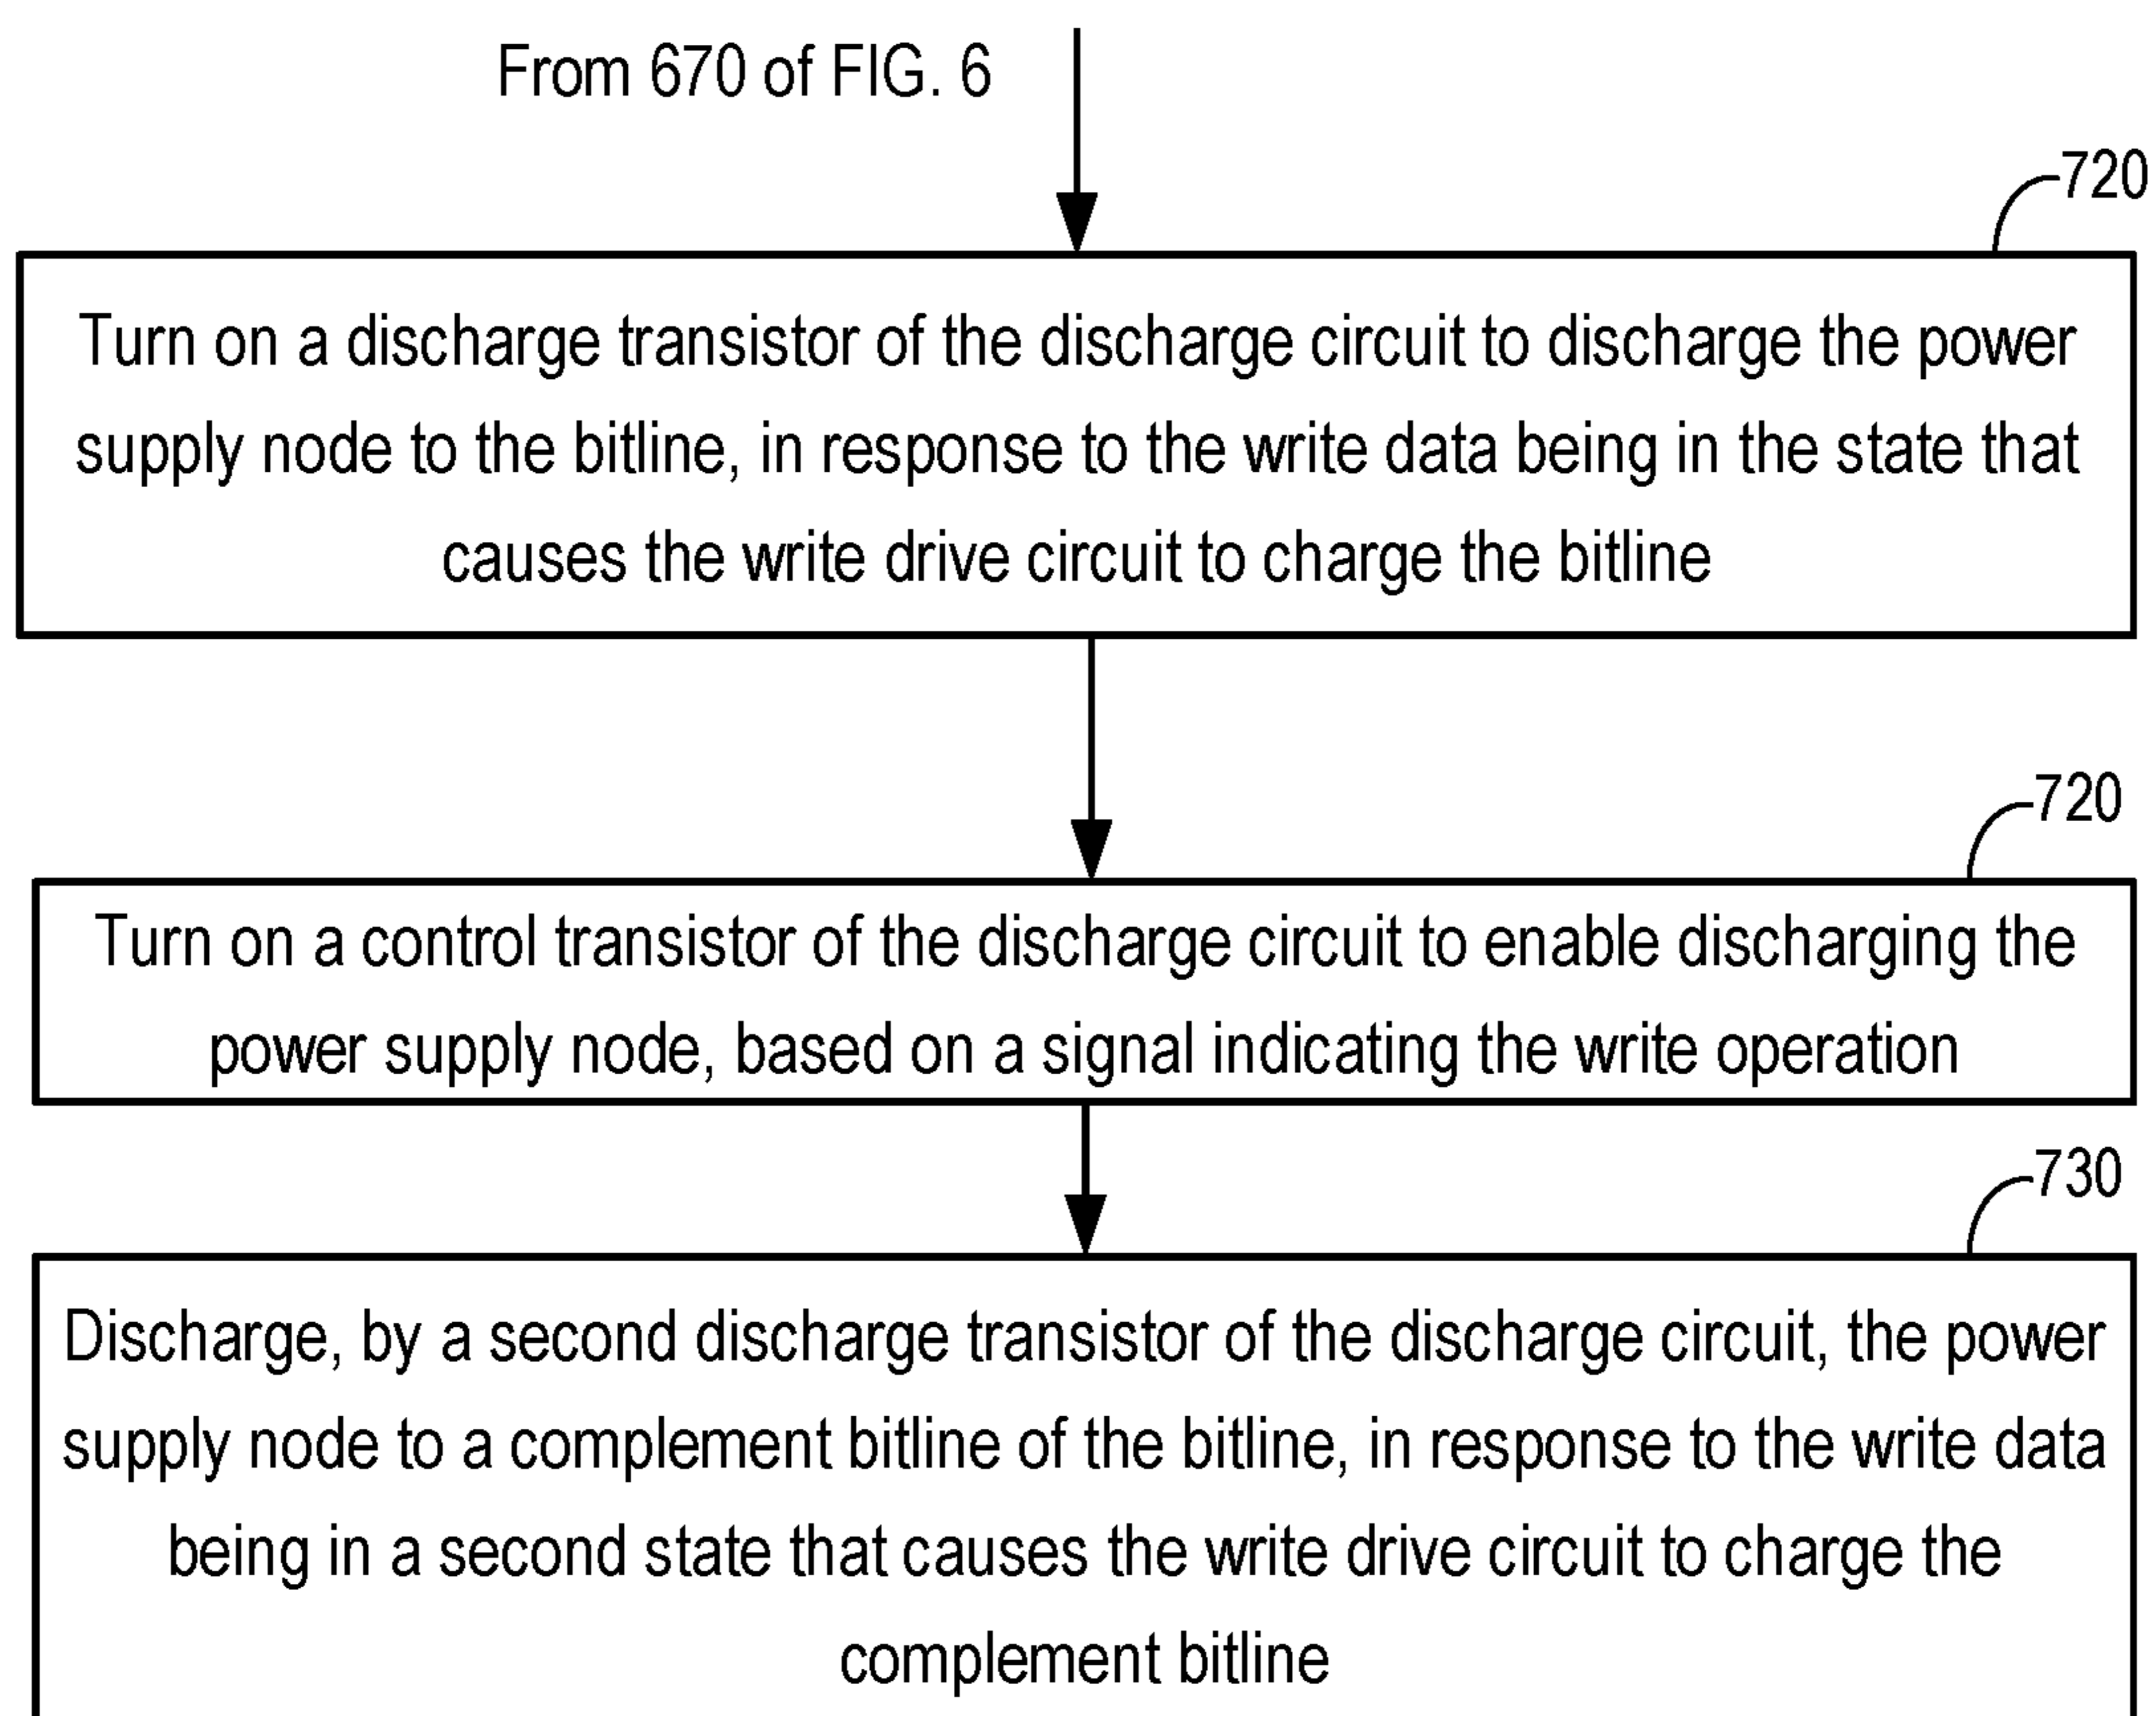 From 670 of FIG. 6
720
Turn on a discharge transistor of the discharge circuit to discharge the power
supply node to the bitline, in response to the write data being in the state that
causes the write drive circuit to charge the bitline
720
Turn on a control transistor of the discharge circuit to enable discharging the
power supply node, based on a signal indicating the write operation
730
Discharge, by a second discharge transistor of the discharge circuit, the power
supply node to a complement bitline of the bitline, in response to the write data
being in a second state that causes the write drive circuit to charge the
complement bitline